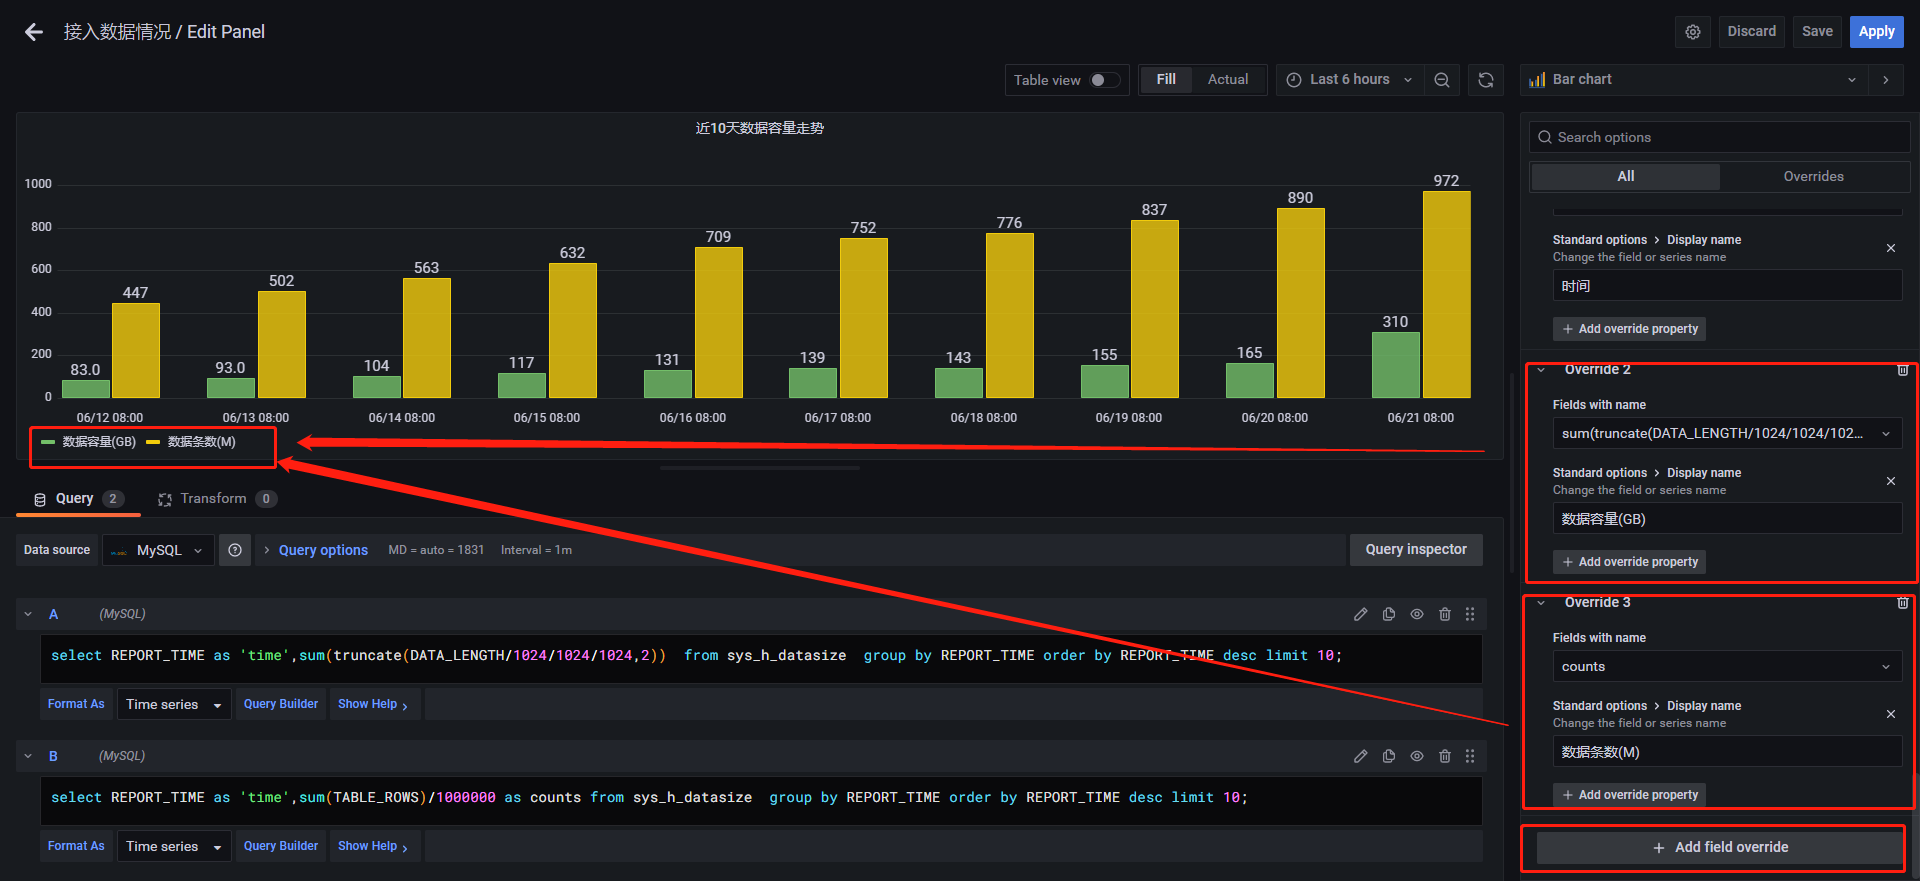 接入数据情况 / Edit Panel
Discard
Save
Apply
Table view
Fill
Actual
Last 6 hours
Bar chart
近10天数据容量走势
1000
800
600
400
200
0
83.0
447
93.0
502
104
563
117
632
131
709
139
752
143
776
155
837
165
890
310
972
06/12 08:00
06/13 08:00
06/14 08:00
06/15 08:00
06/16 08:00
06/17 08:00
06/18 08:00
06/19 08:00
06/20 08:00
06/21 08:00
数据容量(GB)
数据条数(M)
Query 2
Transform 0
Data source
MySQL
Query options
MD = auto = 1831
Interval = 1m
Query inspector
A
(MySQL)
select REPORT_TIME as 'time',sum(truncate(DATA_LENGTH/1024/1024/1024,2))  from sys_h_datasize  group by REPORT_TIME order by REPORT_TIME desc limit 10;
Format As
Time series
Query Builder
Show Help
B
(MySQL)
select REPORT_TIME as 'time',sum(TABLE_ROWS)/1000000 as counts from sys_h_datasize  group by REPORT_TIME order by REPORT_TIME desc limit 10;
Format As
Time series
Query Builder
Show Help
Search options
All
Overrides
Standard options > Display name
Change the field or series name
时间
+ Add override property
Override 2
Fields with name
sum(truncate(DATA_LENGTH/1024/1024/102...
Standard options > Display name
Change the field or series name
数据容量(GB)
+ Add override property
Override 3
Fields with name
counts
Standard options > Display name
Change the field or series name
数据条数(M)
+ Add override property
+ Add field override